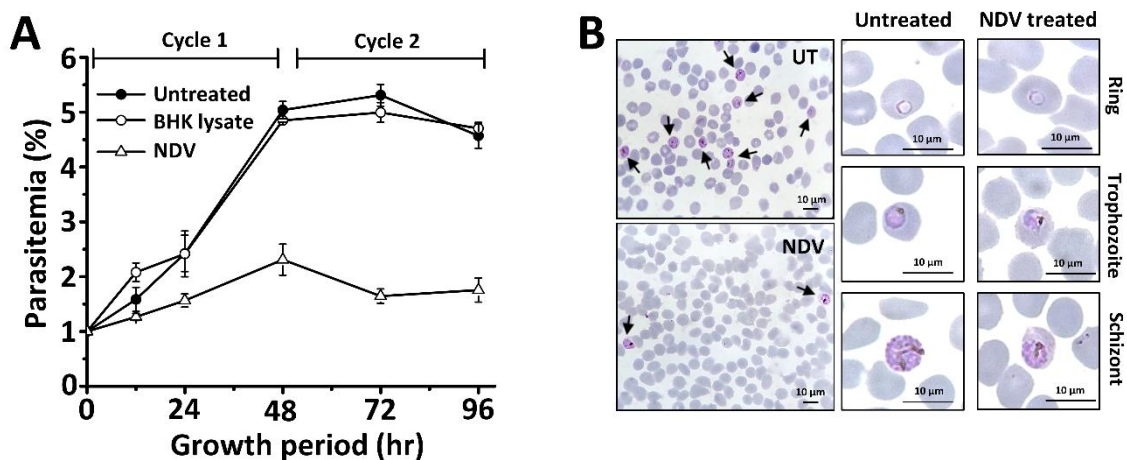 A
Cycle 1
Cycle 2
6
5
4
3
2
1
0
Parasitemia (%)
Untreated
BHK lysate
NDV
0
24
48
72
96
Growth period (hr)
B
UT
10 µm
NDV
10 µm
Untreated
NDV treated
10 µm
10 µm
Ring
10 µm
10 µm
Trophozoite
10 µm
10 µm
Schizont